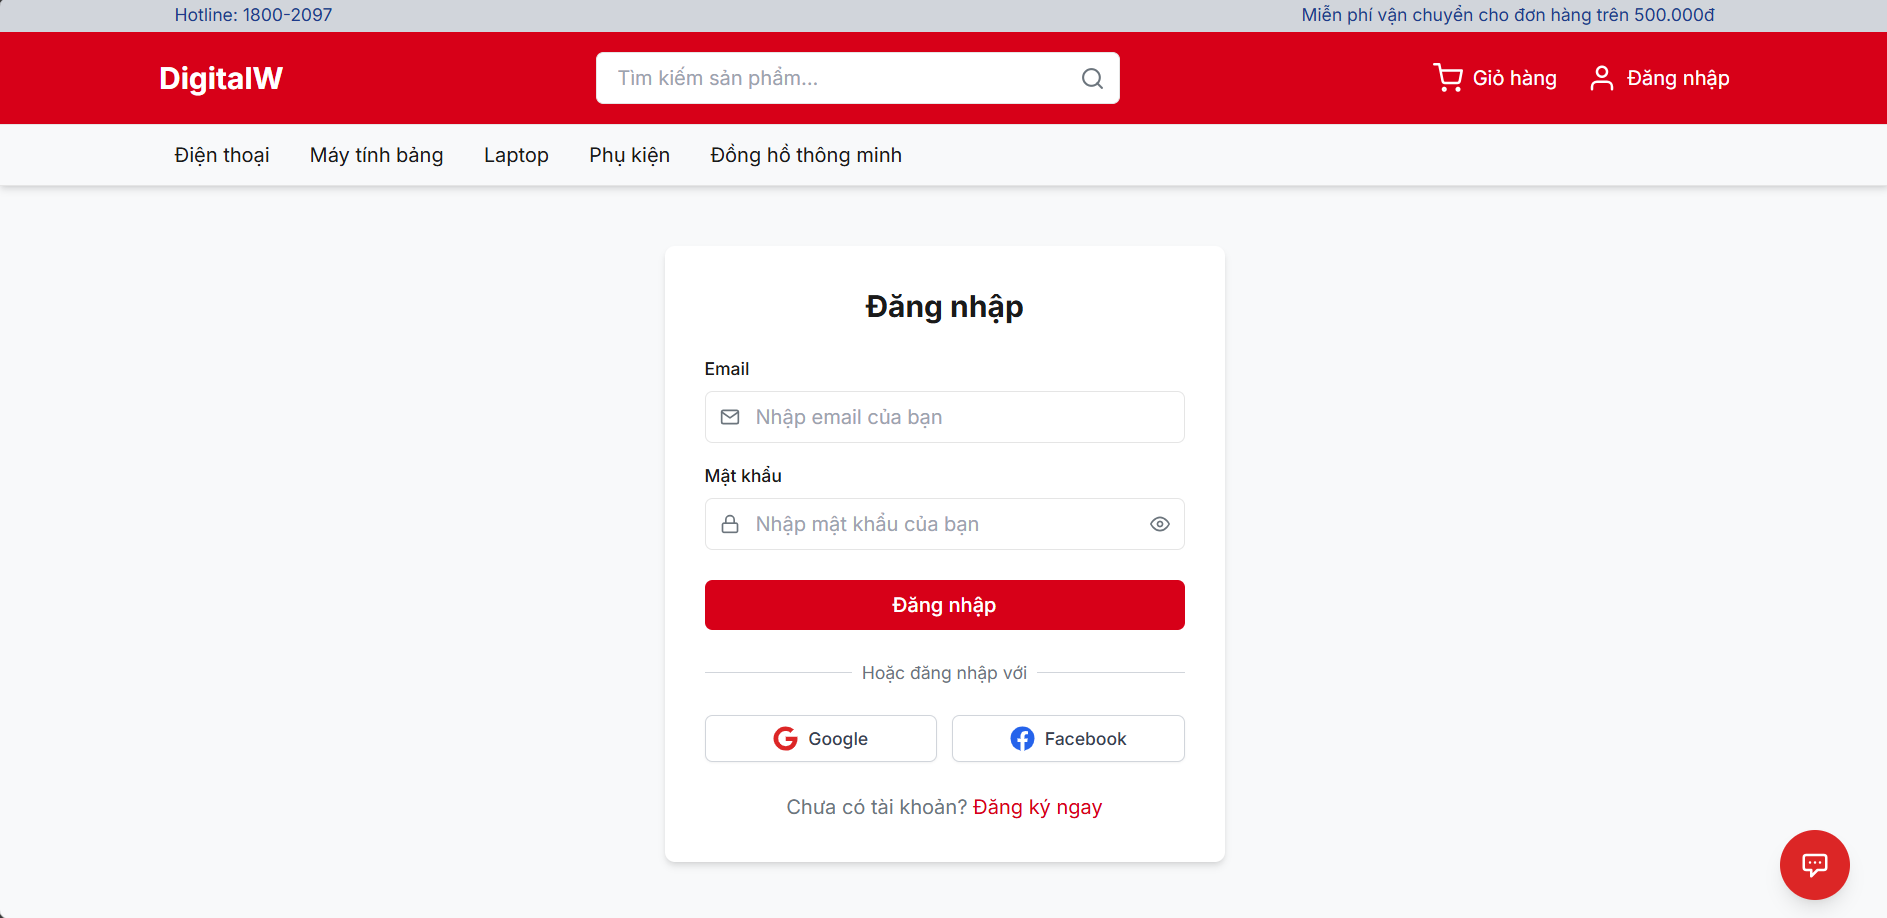 Hotline: 1800-2097
Miễn phí vận chuyển cho đơn hàng trên 500.000đ
DigitalW
Tìm kiếm sản phẩm...
Giỏ hàng
Đăng nhập
Điện thoại
Máy tính bảng
Laptop
Phụ kiện
Đồng hồ thông minh
Đăng nhập
Email
Nhập email của bạn
Mật khẩu
Nhập mật khẩu của bạn
Đăng nhập
Hoặc đăng nhập với
Google
Facebook
Chưa có tài khoản? Đăng ký ngay